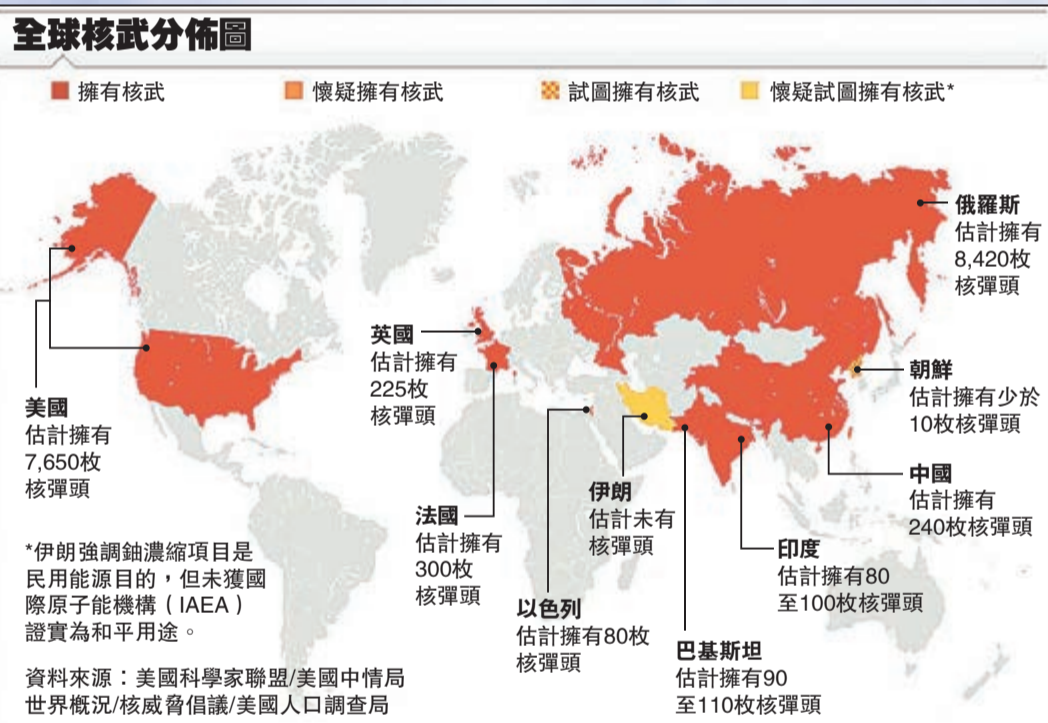 全球核武分佈圖
擁有核武
懷疑擁有核武
試圖擁有核武
懷疑試圖擁有核武*
俄羅斯
估計擁有
8,420枚
核彈頭
英國
估計擁有
225枚
核彈頭
朝鮮
估計擁有少於
10枚核彈頭
美國
估計擁有
7,650枚
核彈頭
中國
估計擁有
240枚核彈頭
伊朗
估計未有
核彈頭
法國
估計擁有
300枚
核彈頭
印度
估計擁有80
至100枚核彈頭
以色列
估計擁有80枚
核彈頭
巴基斯坦
估計擁有90
至110枚核彈頭
*伊朗強調鈾濃縮項目是
民用能源目的，但未獲國
際原子能機構（IAEA）
證實為和平用途。
資料來源：美國科學家聯盟/美國中情局
世界概況/核威脅倡議/美國人口調查局